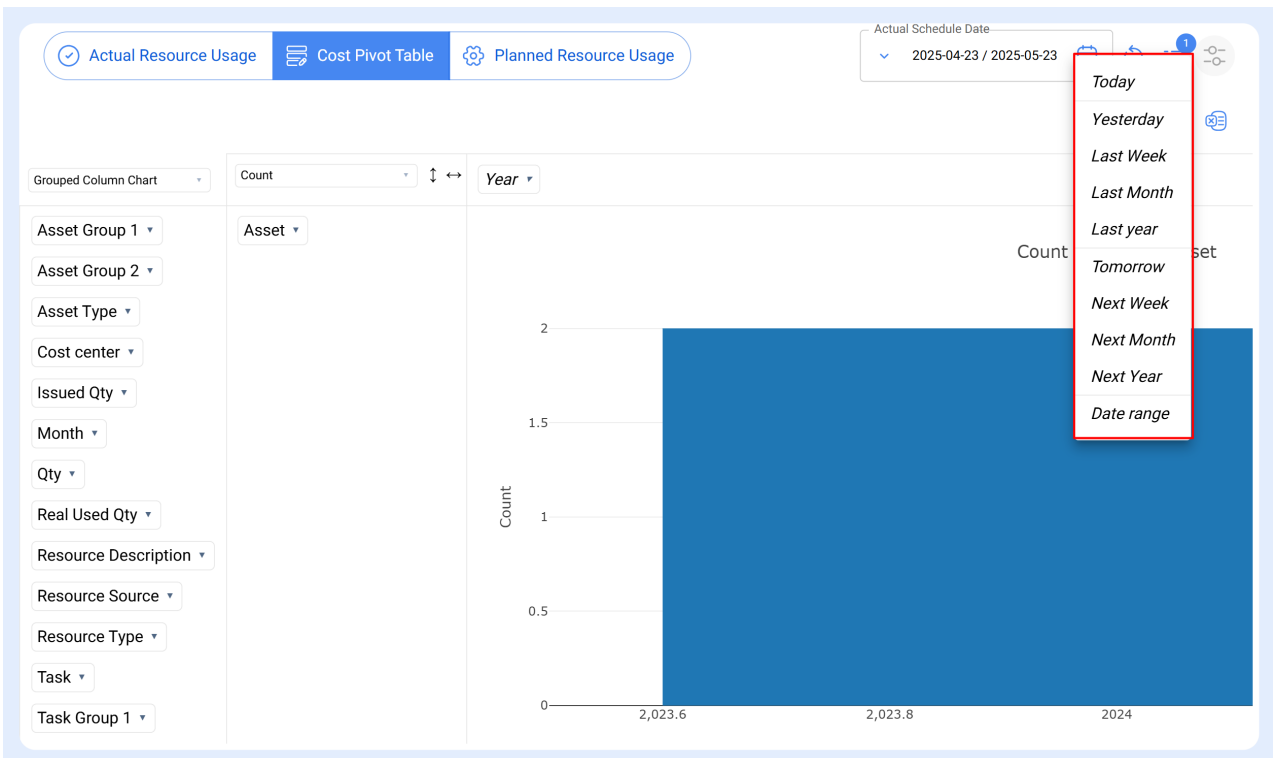 Actual Schedule Date
Actual Resource Usage
Cost Pivot Table
Planned Resource Usage
2025-04-23 / 2025-05-23
1
Today
Yesterday
Last Week
Last Month
Last year
Tomorrow
Next Week
Next Month
Next Year
Date range
Grouped Column Chart
Count
Year
Asset Group 1
Asset Group 2
Asset Type
Cost center
Issued Qty
Month
Qty
Real Used Qty
Resource Description
Resource Source
Resource Type
Task
Task Group 1
Asset
Count set
2
1.5
1
0.5
0
Count
2,023.6
2,023.8
2024